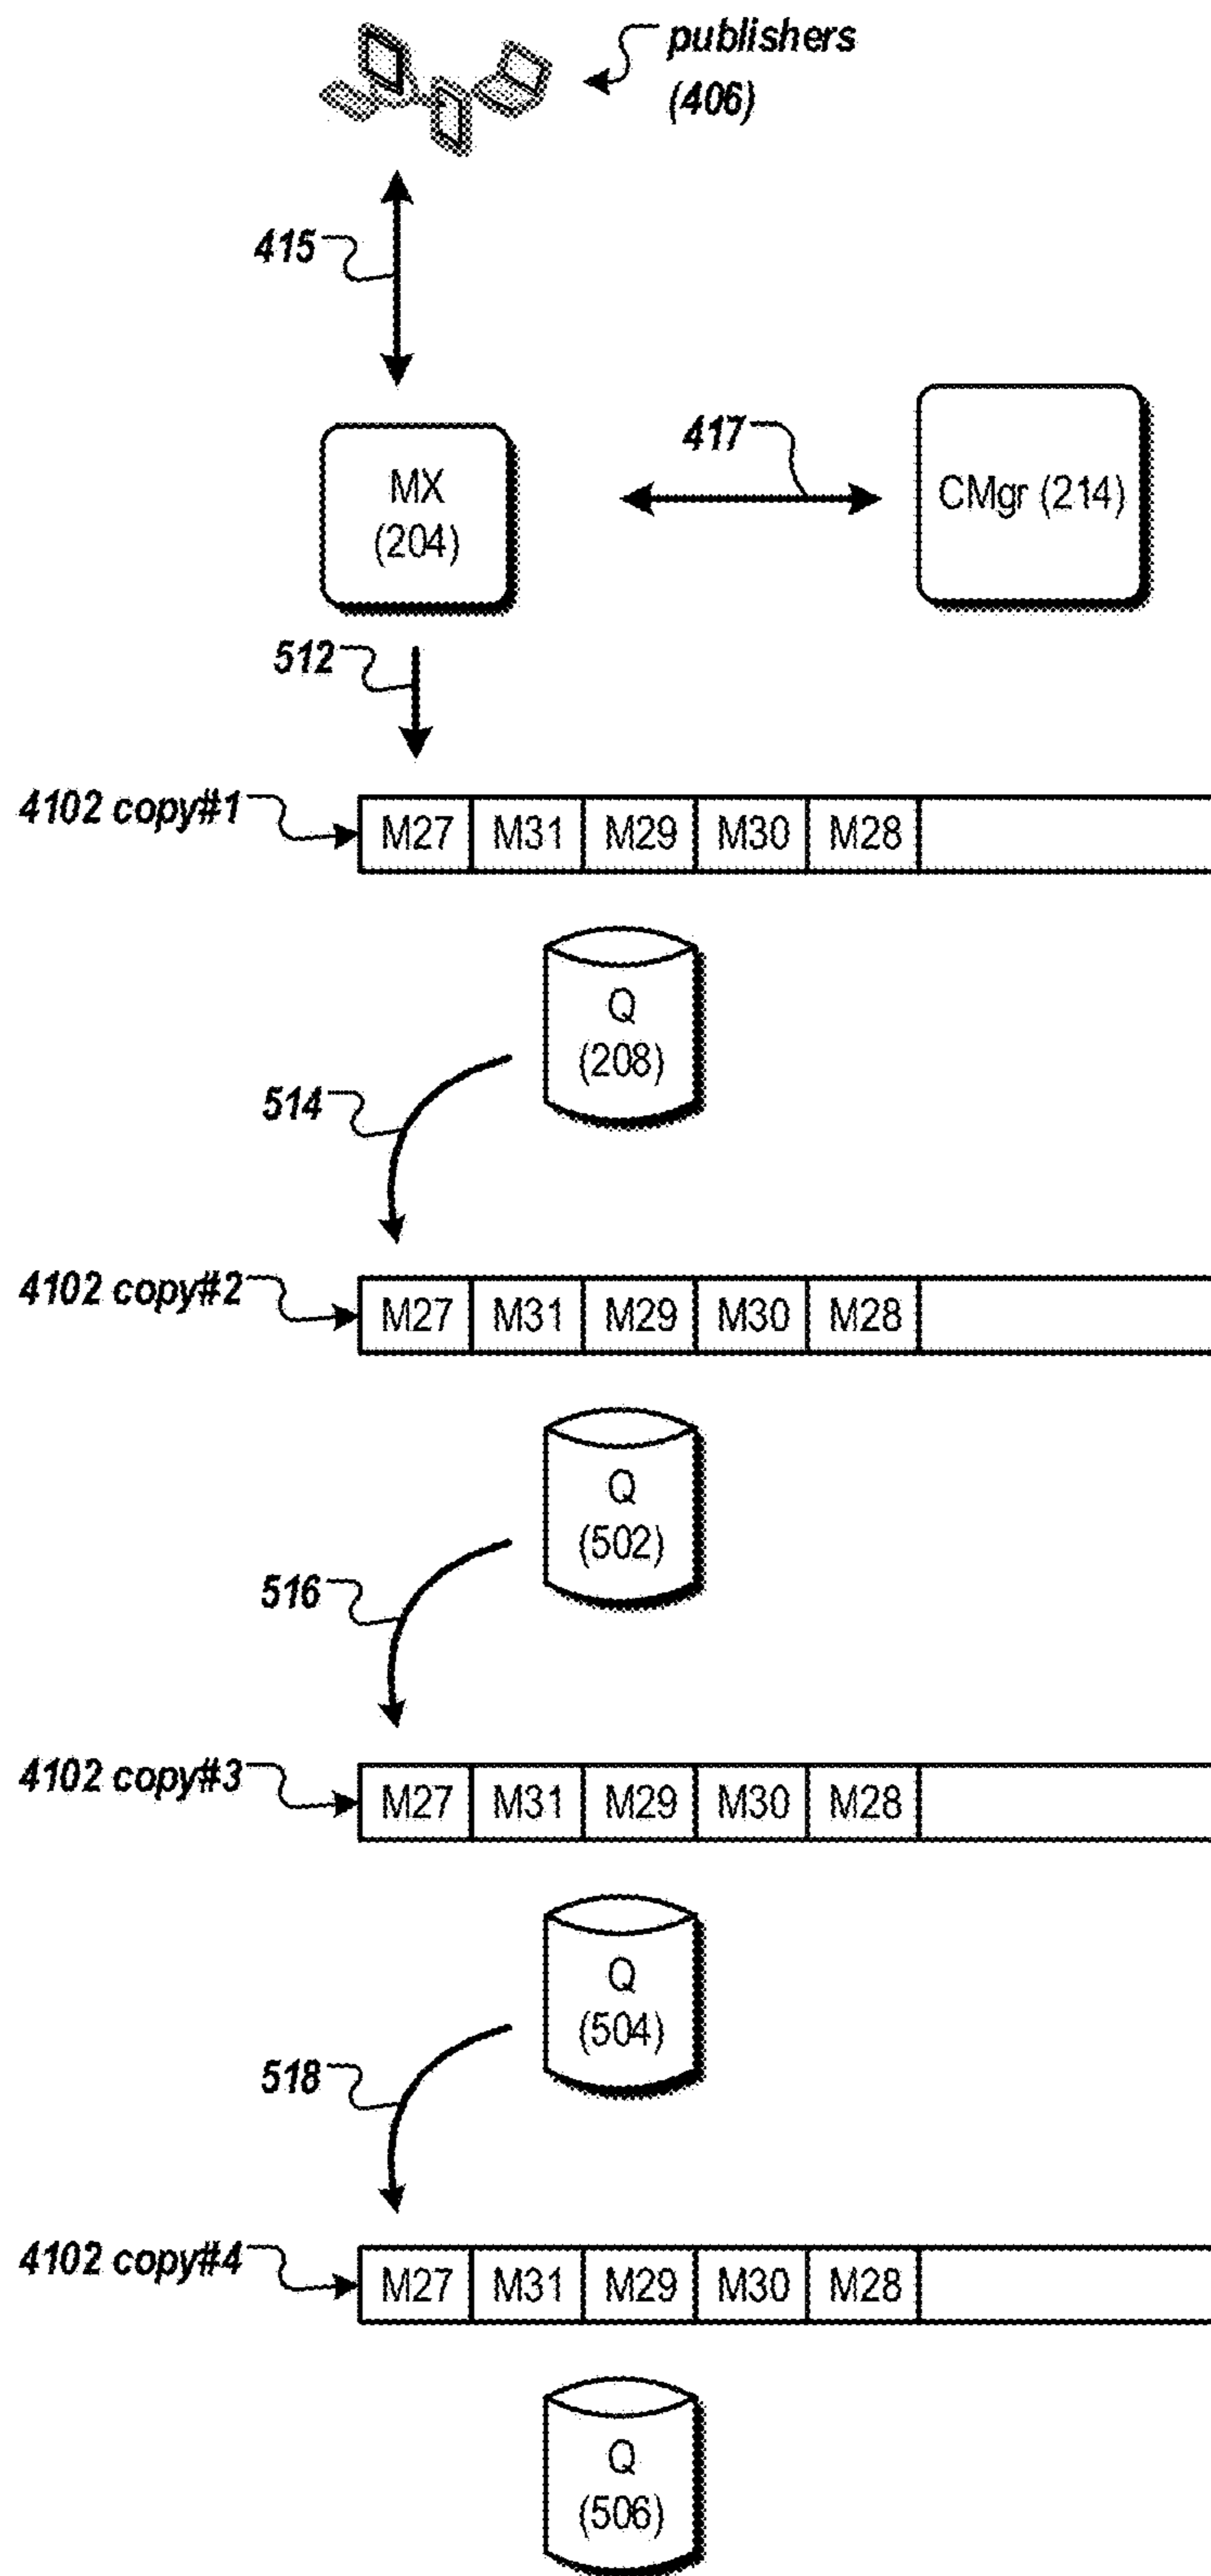 publishers
(406)
415
417
MX
(204)
CMgr (214)
512
4102 copy#1
M27 M31 M29 M30 M28
Q
(208)
514
4102 copy#2
M27 M31 M29 M30 M28
Q
(502)
516
4102 copy#3
M27 M31 M29 M30 M28
Q
(504)
518
4102 copy#4
M27 M31 M29 M30 M28
Q
(506)